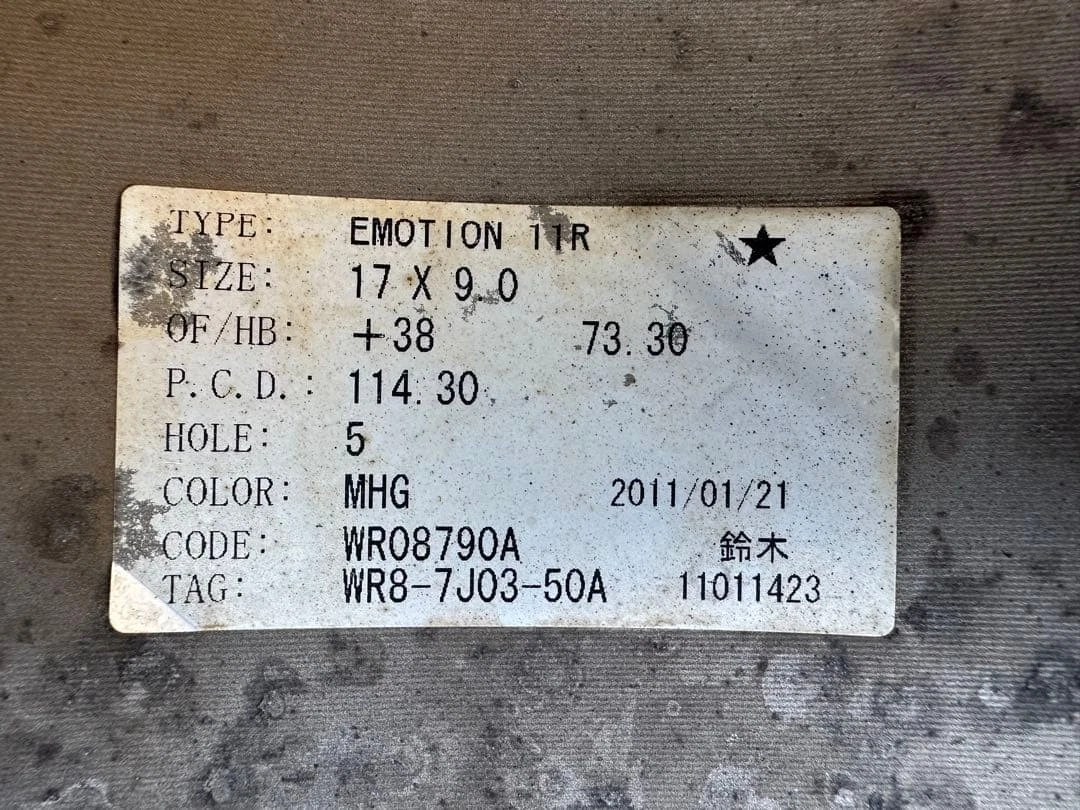 TYPE: EMOTION 11R ★
SIZE: 17 X 9.0
OF/HB: +38 73.30
P.C.D.: 114.30
HOLE: 5
COLOR: MHG 2011/01/21
CODE: WR08790A 鈴木
TAG: WR8-7J03-50A 11011423